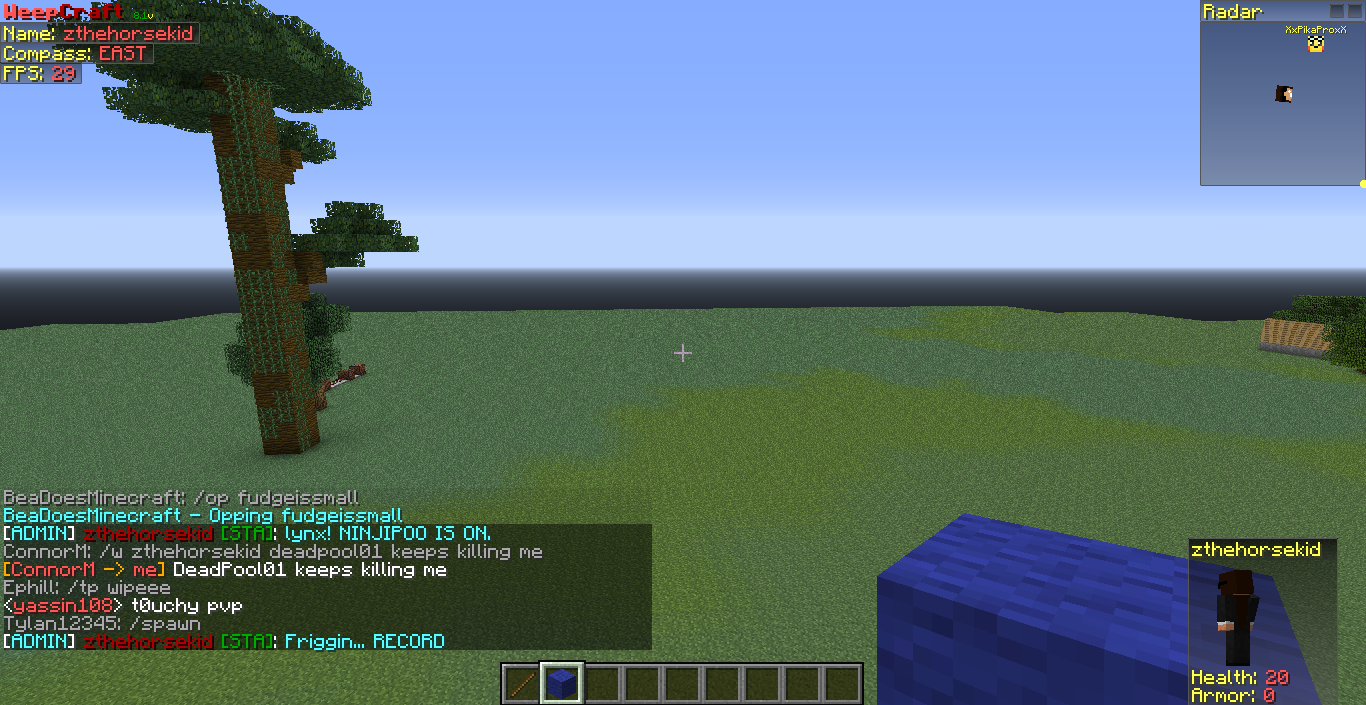 WeepCraft 8.1v
Name: zthehorsekid
Compass: EAST
FPS: 29
Radar
XxPikaProxX
BeaDoesMinecraft: /op fudgeissmall
BeaDoesMinecraft - Opping fudgeissmall
[ADMIN] zthehorsekid [STA]: lynx! NINJIPOO IS ON.
ConnorM: /w zthehorsekid deadpool01 keeps killing me
[ConnorM -> me] DeadPool01 keeps killing me
Ephill: /tp wipeee
<yassin108> t0uchy pvp
Tylan12345: /spawn
[ADMIN] zthehorsekid [STA]: Friggin... RECORD
zthehorsekid
Health: 20
Armor: 0